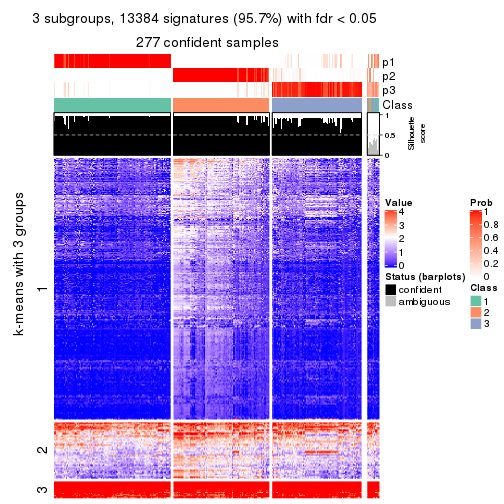 3 subgroups, 13384 signatures (95.7%) with fdr < 0.05
277 confident samples
p1
p2
p3
Class
1
0.5
0
Silhouette
score
k-means with 3 groups
1
2
3
Value
4
3
2
1
0
Status (barplots)
confident
ambiguous
Prob
1
0.8
0.6
0.4
0.2
0
Class
1
2
3